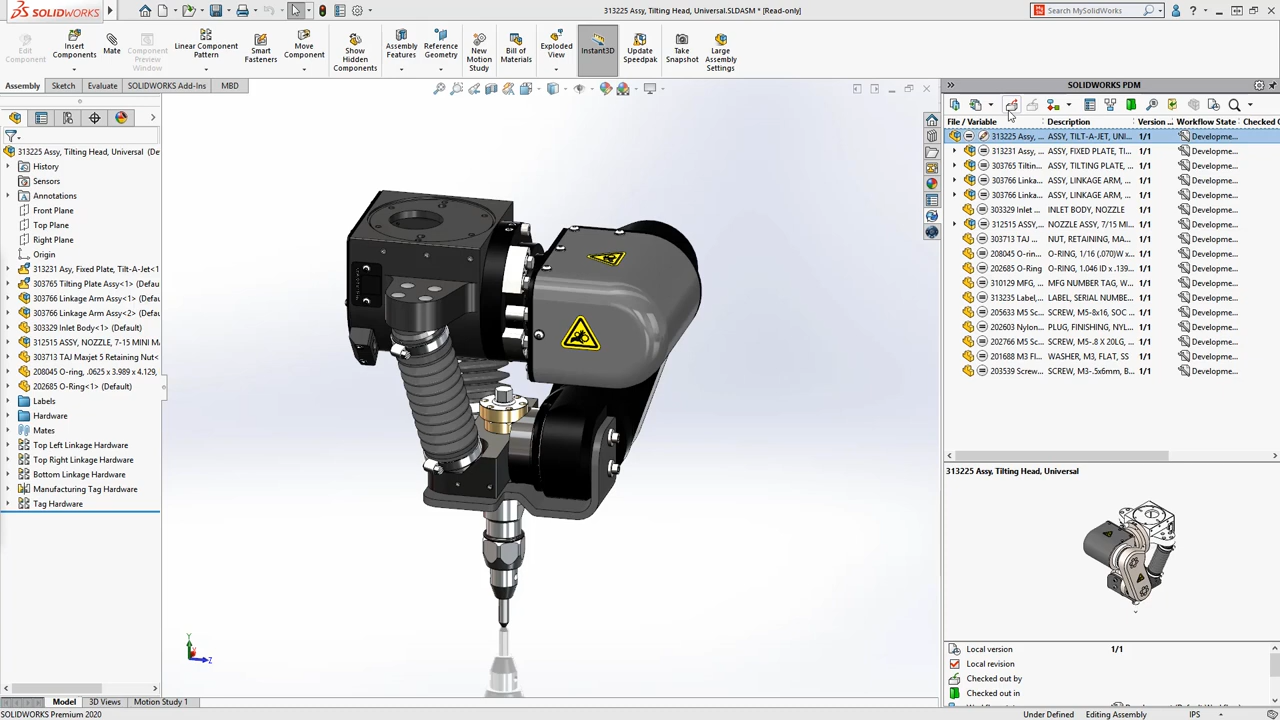 SOLIDWORKS
313225 Assy, Tilting Head, Universal.SLDASM * [Read-only]
Search MySolidWorks
Edit Component
Insert Components
Mate
Component Preview Window
Linear Component Pattern
Smart Fasteners
Move Component
Show Hidden Components
Assembly Features
Reference Geometry
New Motion Study
Bill of Materials
Exploded View
Instant3D
Update Speedpak
Take Snapshot
Large Assembly Settings
Assembly Sketch Evaluate SOLIDWORKS Add-Ins MBD
313225 Assy, Tilting Head, Universal (De
History
Sensors
Annotations
Front Plane
Top Plane
Right Plane
Origin
313231 Asy, Fixed Plate, Tilt-A-Jet<1
303765 Tilting Plate Assy<1> (Defau
303766 Linkage Arm Assy<1> (Defa
303766 Linkage Arm Assy<2> (Defa
303329 Inlet Body<1> (Default)
312515 ASSY, NOZZLE, 7-15 MINI MA
303713 TAJ Maxjet 5 Retaining Nut<
208045 O-ring, .0625 x 3.989 x 4.129,
202685 O-Ring<1> (Default)
Labels
Hardware
Mates
Top Left Linkage Hardware
Top Right Linkage Hardware
Bottom Linkage Hardware
Manufacturing Tag Hardware
Tag Hardware
Y
Z
SOLIDWORKS PDM
File / Variable Description Version ... Workflow State Checked O
313225 Assy, ... ASSY, TILT-A-JET, UNI... 1/1 Developme...
313231 Assy, ... ASSY, FIXED PLATE, TI... 1/1 Developme...
303765 Tiltin... ASSY, TILTING PLATE, ... 1/1 Developme...
303766 Linka... ASSY, LINKAGE ARM, ... 1/1 Developme...
303766 Linka... ASSY, LINKAGE ARM, ... 1/1 Developme...
303329 Inlet ... INLET BODY, NOZZLE 1/1 Developme...
312515 ASSY,... NOZZLE ASSY, 7/15 MI... 1/1 Developme...
303713 TAJ ... NUT, RETAINING, MA... 1/1 Developme...
208045 O-rin... O-RING, 1/16 (.070)W x... 1/1 Developme...
202685 O-Ring O-RING, 1.046 ID x .139... 1/1 Developme...
310129 MFG, ... MFG NUMBER TAG, W... 1/1 Developme...
313235 Label,... LABEL, SERIAL NUMBE... 1/1 Developme...
205633 M5 Sc... SCREW, M5-8x16, SOC ... 1/1 Developme...
202603 Nylon... PLUG, FINISHING, NYL... 1/1 Developme...
202766 M5 Sc... SCREW, M5-.8 X 20LG, ... 1/1 Developme...
201688 M3 Fl... WASHER, M3, FLAT, SS 1/1 Developme...
203539 Screw... SCREW, M3-.5x6mm, B... 1/1 Developme...
313225 Assy, Tilting Head, Universal
Local version 1/1
Local revision
Checked out by
Checked out in
Model 3D Views Motion Study 1
SOLIDWORKS Premium 2020
Under Defined Editing Assembly IPS